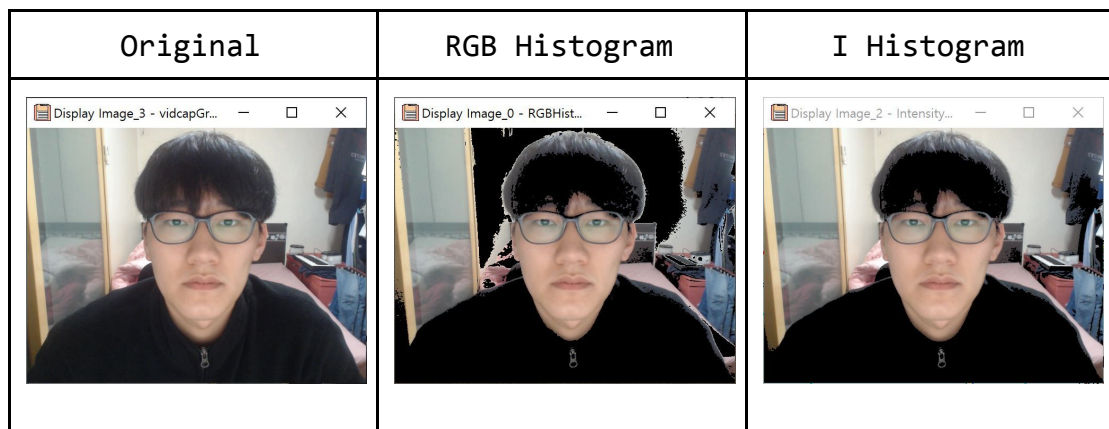 Original
RGB Histogram
I Histogram
Display Image_3 - vidcapGr...
Display Image_0 - RGBHist...
Display Image_2 - Intensity...